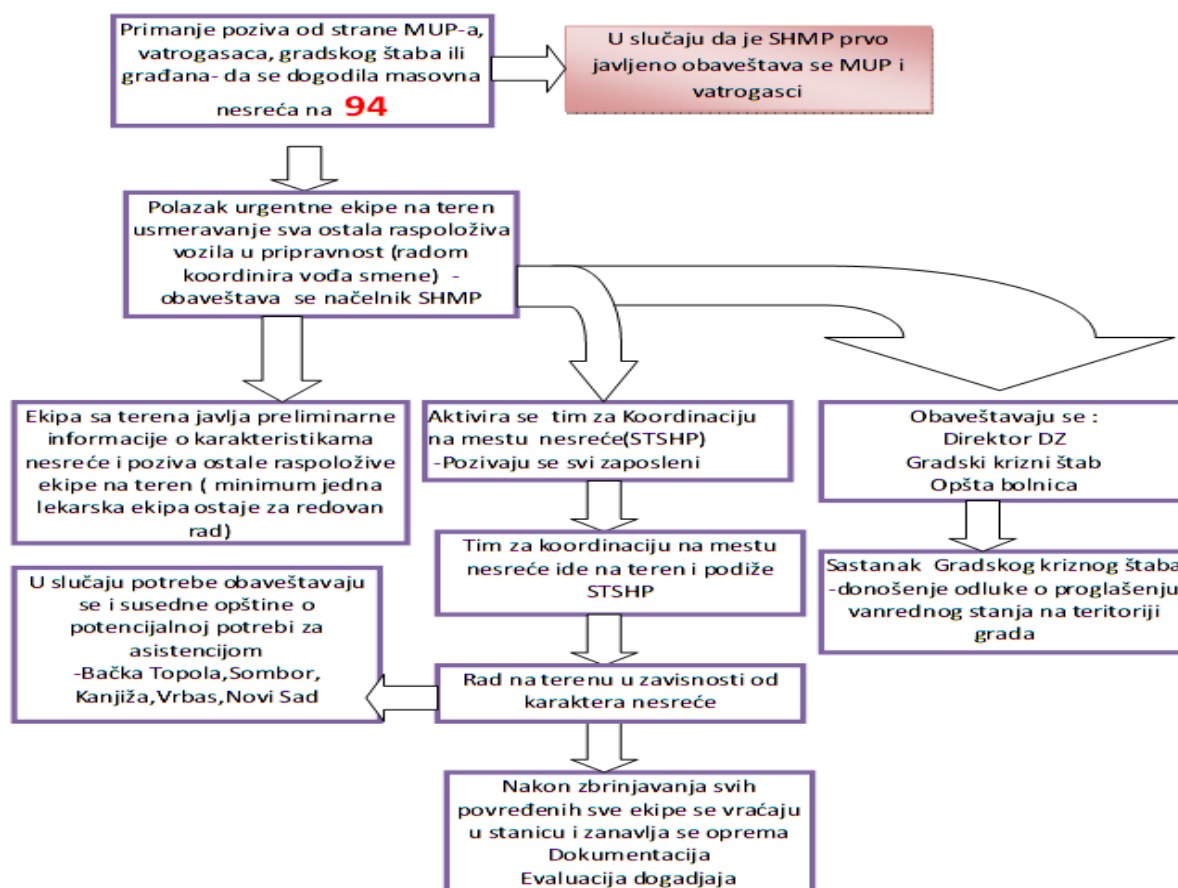 Primanje poziva od strane MUP-a,
vatrogasaca, gradskog štaba ili
građana- da se dogodila masovna
nesreća na 94
U slučaju da je SHMP prvo
javljeno obaveštava se MUP i
vatrogasci
Polazak urgentne ekipe na teren
usmeravanje sva ostala raspoloživa
vozila u pripravnost (radom
koordinira vođa smene) -
obaveštava se načelnik SHMP
Ekipa sa terena javlja preliminarne
informacije o karakteristikama
nesreće i poziva ostale raspoložive
ekipe na teren ( minimum jedna
lekarska ekipa ostaje za redovan
rad)
Aktivira se tim za Koordinaciju
na mestu nesreće(STSHP)
-Pozivaju se svi zaposleni
Obaveštavaju se :
Direktor DZ
Gradski krizni štab
Opšta bolnica
Tim za koordinaciju na mestu
nesreće ide na teren i podiže
STSHP
Sastanak Gradskog kriznog štaba
-donošenje odluke o proglašenju
vanrednog stanja na teritoriji
grada
U slučaju potrebe obaveštavaju
se i susedne opštine o
potencijalnoj potrebi za
asistencijom
-Bačka Topola,Sombor,
Kanjiža,Vrbas,Novi Sad
Rad na terenu u zavisnosti od
karaktera nesreće
Nakon zbrinjavanja svih
povređenih sve ekipe se vraćaju
u stanicu i zanavlja se oprema
Dokumentacija
Evaluacija dogadjaja